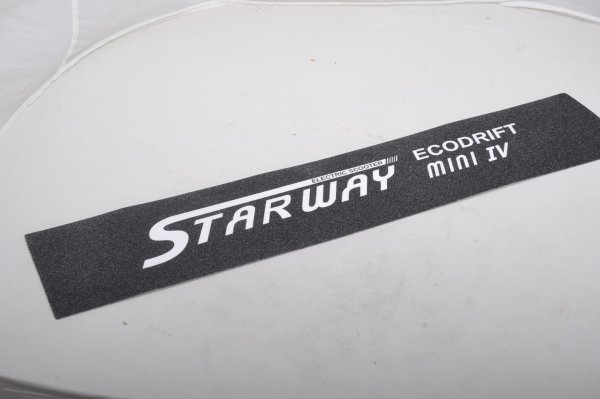 ELECTRIC SCOOTER
STARWAY
ECODRIFT
MINI IV